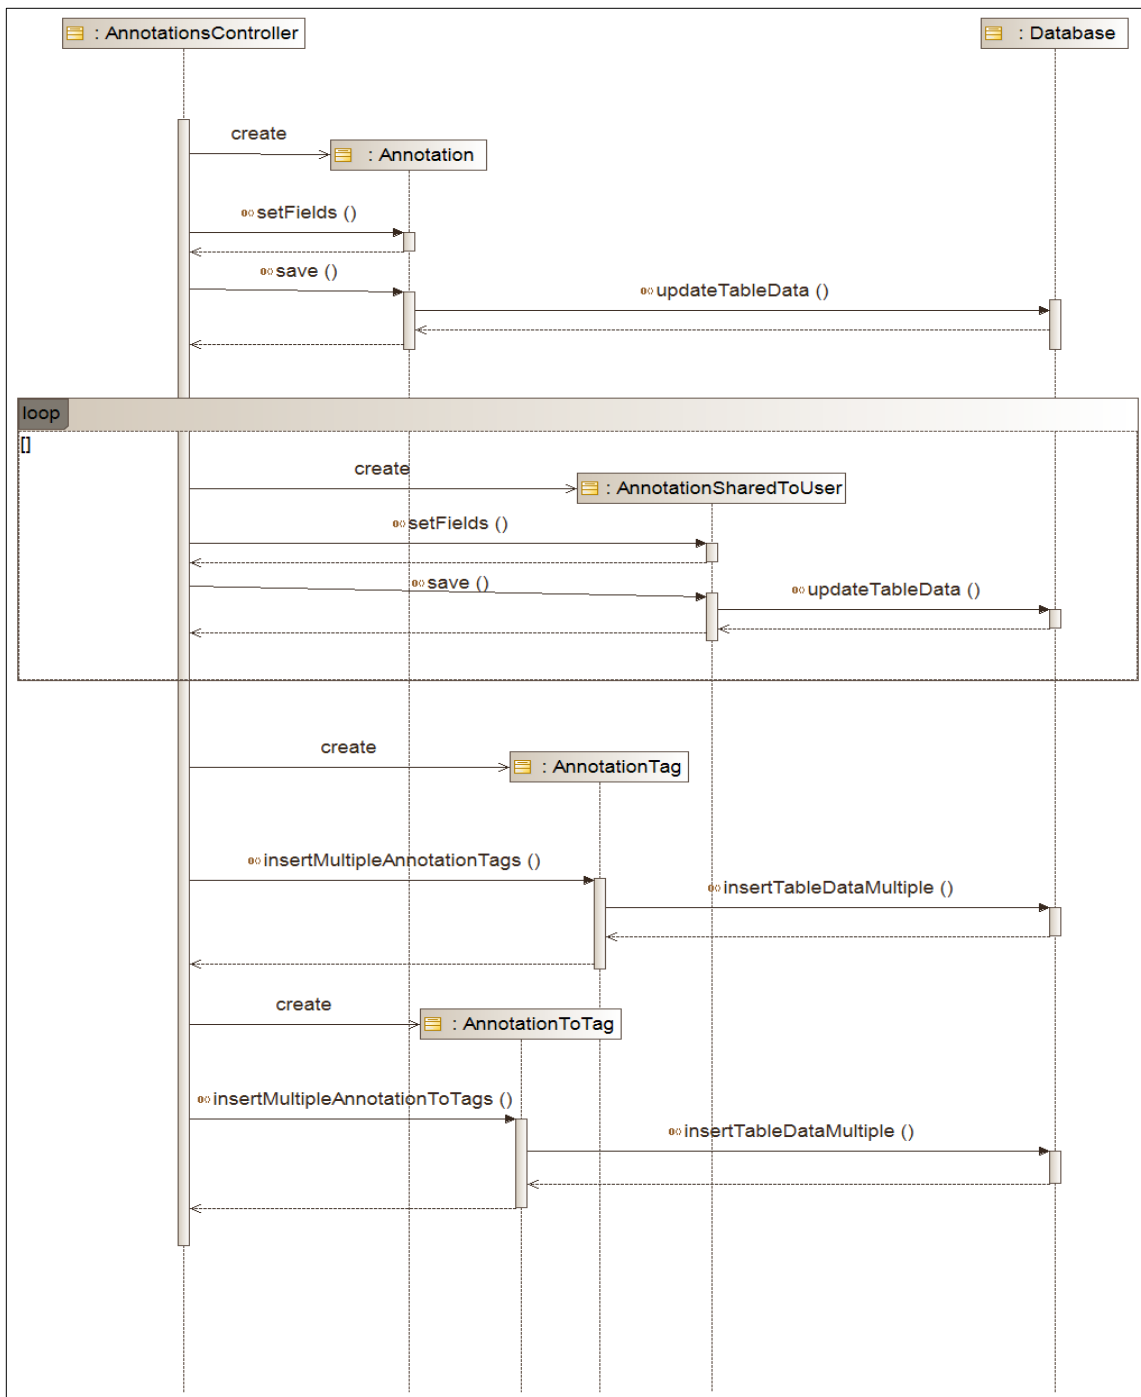 : AnnotationsController
: Database
create
: Annotation
setFields ()
save ()
updateTableData ()
loop
[]
create
: AnnotationSharedToUser
setFields ()
save ()
updateTableData ()
create
: AnnotationTag
insertMultipleAnnotationTags ()
insertTableDataMultiple ()
create
: AnnotationToTag
insertMultipleAnnotationToTags ()
insertTableDataMultiple ()